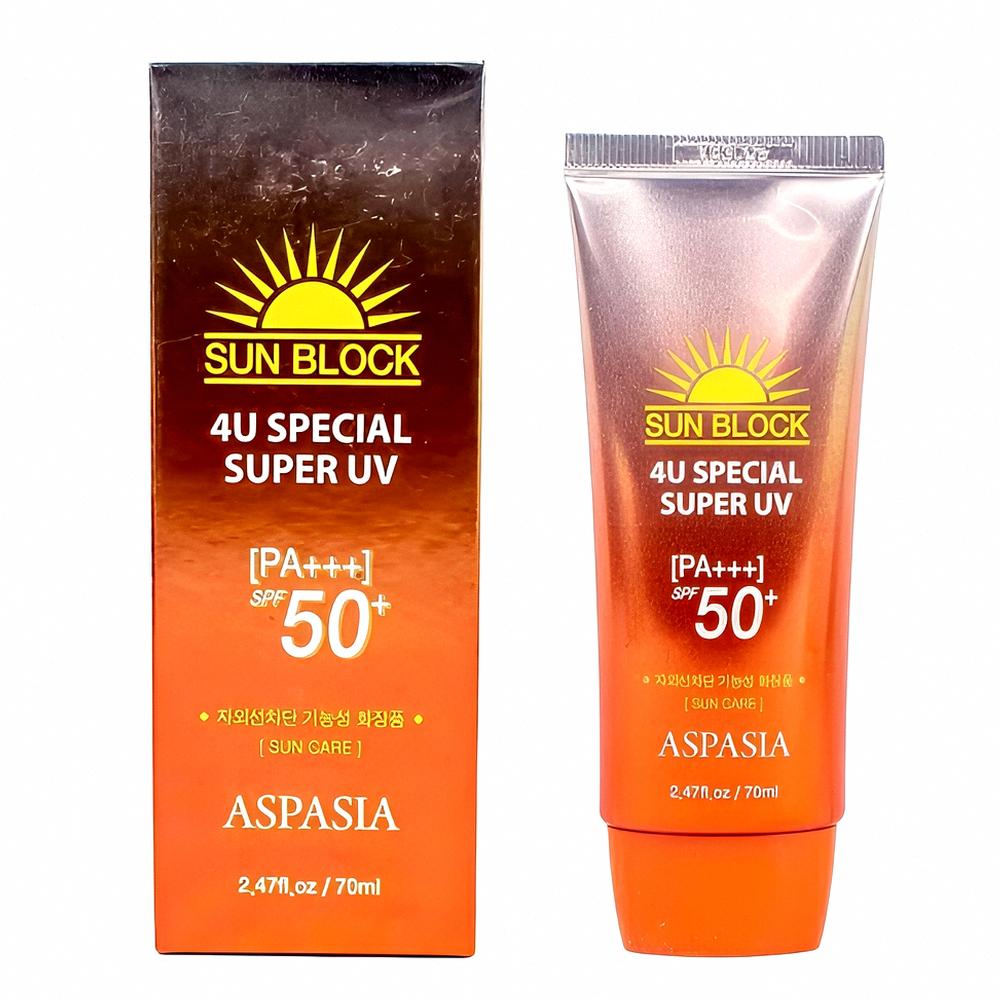 SUN BLOCK
4U SPECIAL
SUPER UV
[PA+++]
SPF 50+
• 자외선차단 기능성 화장품 •
[ SUN CARE ]
ASPASIA
2.47fl.oz / 70ml
SUN BLOCK
4U SPECIAL
SUPER UV
[PA+++]
SPF 50+
• 자외선차단 기능성 화장품 •
[ SUN CARE ]
ASPASIA
2.47fl.oz / 70ml